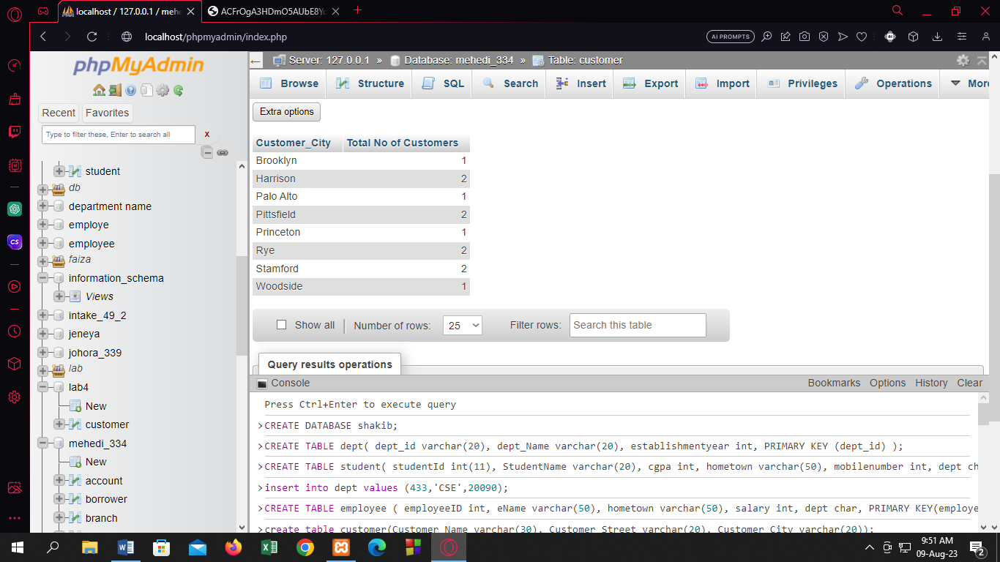 localhost / 127.0.0.1 / mehe
ACFrOgA3HDmO5AUbE8Yc
localhost/phpmyadmin/index.php
AI PROMPTS
phpMyAdmin
Recent Favorites
Type to filter these, Enter to search all
x
student
db
department name
employe
employee
faiza
information_schema
Views
intake_49_2
jeneya
johora_339
lab
lab4
New
customer
mehedi_334
New
account
borrower
branch
Server: 127.0.0.1 » Database: mehedi_334 » Table: customer
Browse Structure SQL Search Insert Export Import Privileges Operations More
Extra options
Customer_City Total No of Customers
Brooklyn 1
Harrison 2
Palo Alto 1
Pittsfield 2
Princeton 1
Rye 2
Stamford 2
Woodside 1
Show all Number of rows: 25 Filter rows: Search this table
Query results operations
Console Bookmarks Options History Clear
Press Ctrl+Enter to execute query
>CREATE DATABASE shakib;
>CREATE TABLE dept( dept_id varchar(20), dept_Name varchar(20), establishmentyear int, PRIMARY KEY (dept_id) );
>CREATE TABLE student( studentId int(11), StudentName varchar(20), cgpa int, hometown varchar(50), mobilenumber int, dept ch
>insert into dept values (433,'CSE',20090);
>CREATE TABLE employee ( employeeID int, eName varchar(50), hometown varchar(50), salary int, dept char, PRIMARY KEY(employe
>create table customer(Customer_Name varchar(30), Customer_Street varchar(20), Customer_City varchar(20));
CS
9:51 AM
09-Aug-23
2